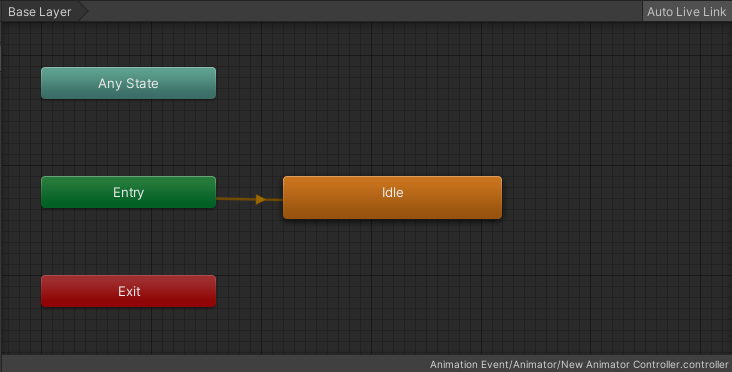 Base Layer
Auto Live Link
Any State
Entry
Idle
Exit
Animation Event/Animator/New Animator Controller.controller